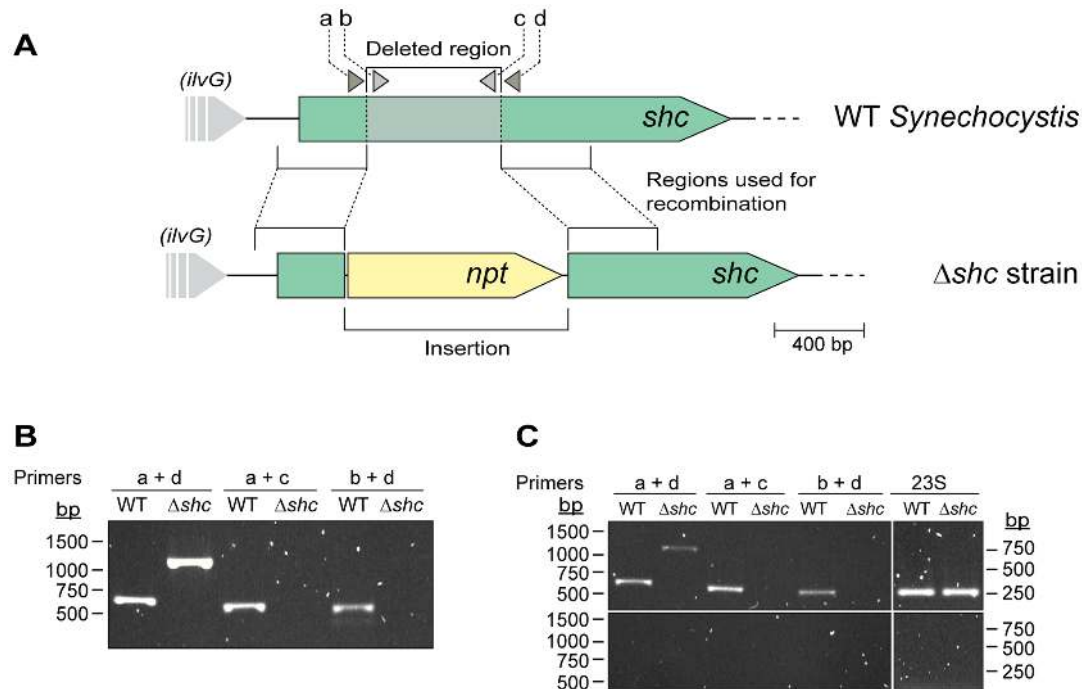 A
a b c d
Deleted region
(ilvG)
shc
WT Synechocystis
Regions used for
recombination
(ilvG)
npt
shc
Δshc strain
Insertion
400 bp
B
Primers a + d a + c b + d
bp WT Δshc WT Δshc WT Δshc
1500
1000
750
500
C
Primers a + d a + c b + d 23S
bp WT Δshc WT Δshc WT Δshc WT Δshc bp
1500
1000 750
750 500
500 250
1500 750
1000 500
750 250
500